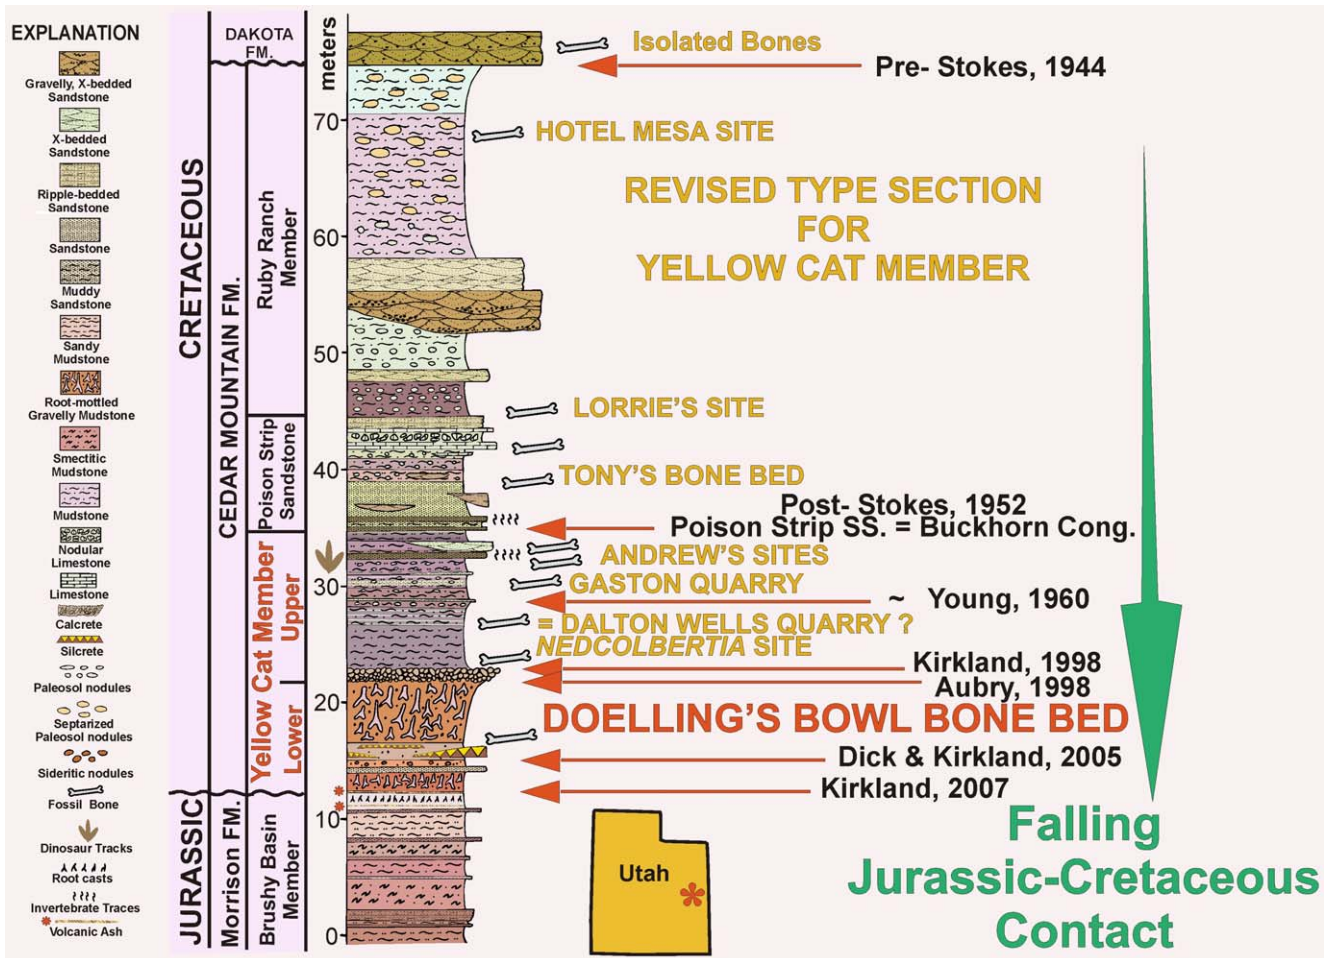 EXPLANATION
Gravelly, X-bedded
Sandstone
X-bedded
Sandstone
Ripple-bedded
Sandstone
Sandstone
Muddy
Sandstone
Sandy
Mudstone
Root-mottled
Gravelly Mudstone
Smectitic
Mudstone
Mudstone
Nodular
Limestone
Limestone
Calcrete
Silcrete
Paleosol nodules
Septarized
Paleosol nodules
Sideritic nodules
Fossil Bone
Dinosaur Tracks
Root casts
Invertebrate Traces
Volcanic Ash
CRETACEOUS
JURASSIC
DAKOTA
FM.
CEDAR MOUNTAIN FM.
Morrison FM.
Ruby Ranch
Member
Poison Strip
Sandstone
Yellow Cat Member
Upper
Lower
Brushy Basin
Member
meters
70
60
50
40
30
20
10
0
Isolated Bones
Pre- Stokes, 1944
HOTEL MESA SITE
REVISED TYPE SECTION
FOR
YELLOW CAT MEMBER
LORRIE'S SITE
TONY'S BONE BED
Post- Stokes, 1952
Poison Strip SS. = Buckhorn Cong.
ANDREW'S SITES
GASTON QUARRY
~ Young, 1960
= DALTON WELLS QUARRY ?
NEDCOLBERTIA SITE
Kirkland, 1998
Aubry, 1998
DOELLING'S BOWL BONE BED
Dick & Kirkland, 2005
Kirkland, 2007
Utah
Falling
Jurassic-Cretaceous
Contact